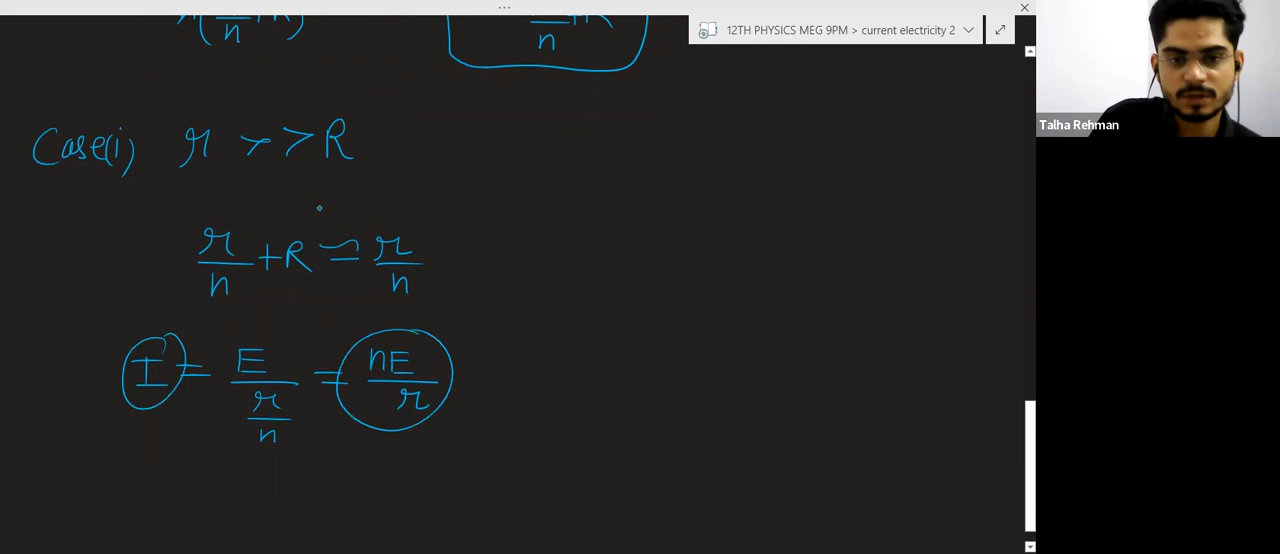 n
n
12TH PHYSICS MEG 9PM > current electricity 2
Talha Rehman
Case(i) r >> R
r/n + R ≃ r/n
I = E/(r/n) = nE/r